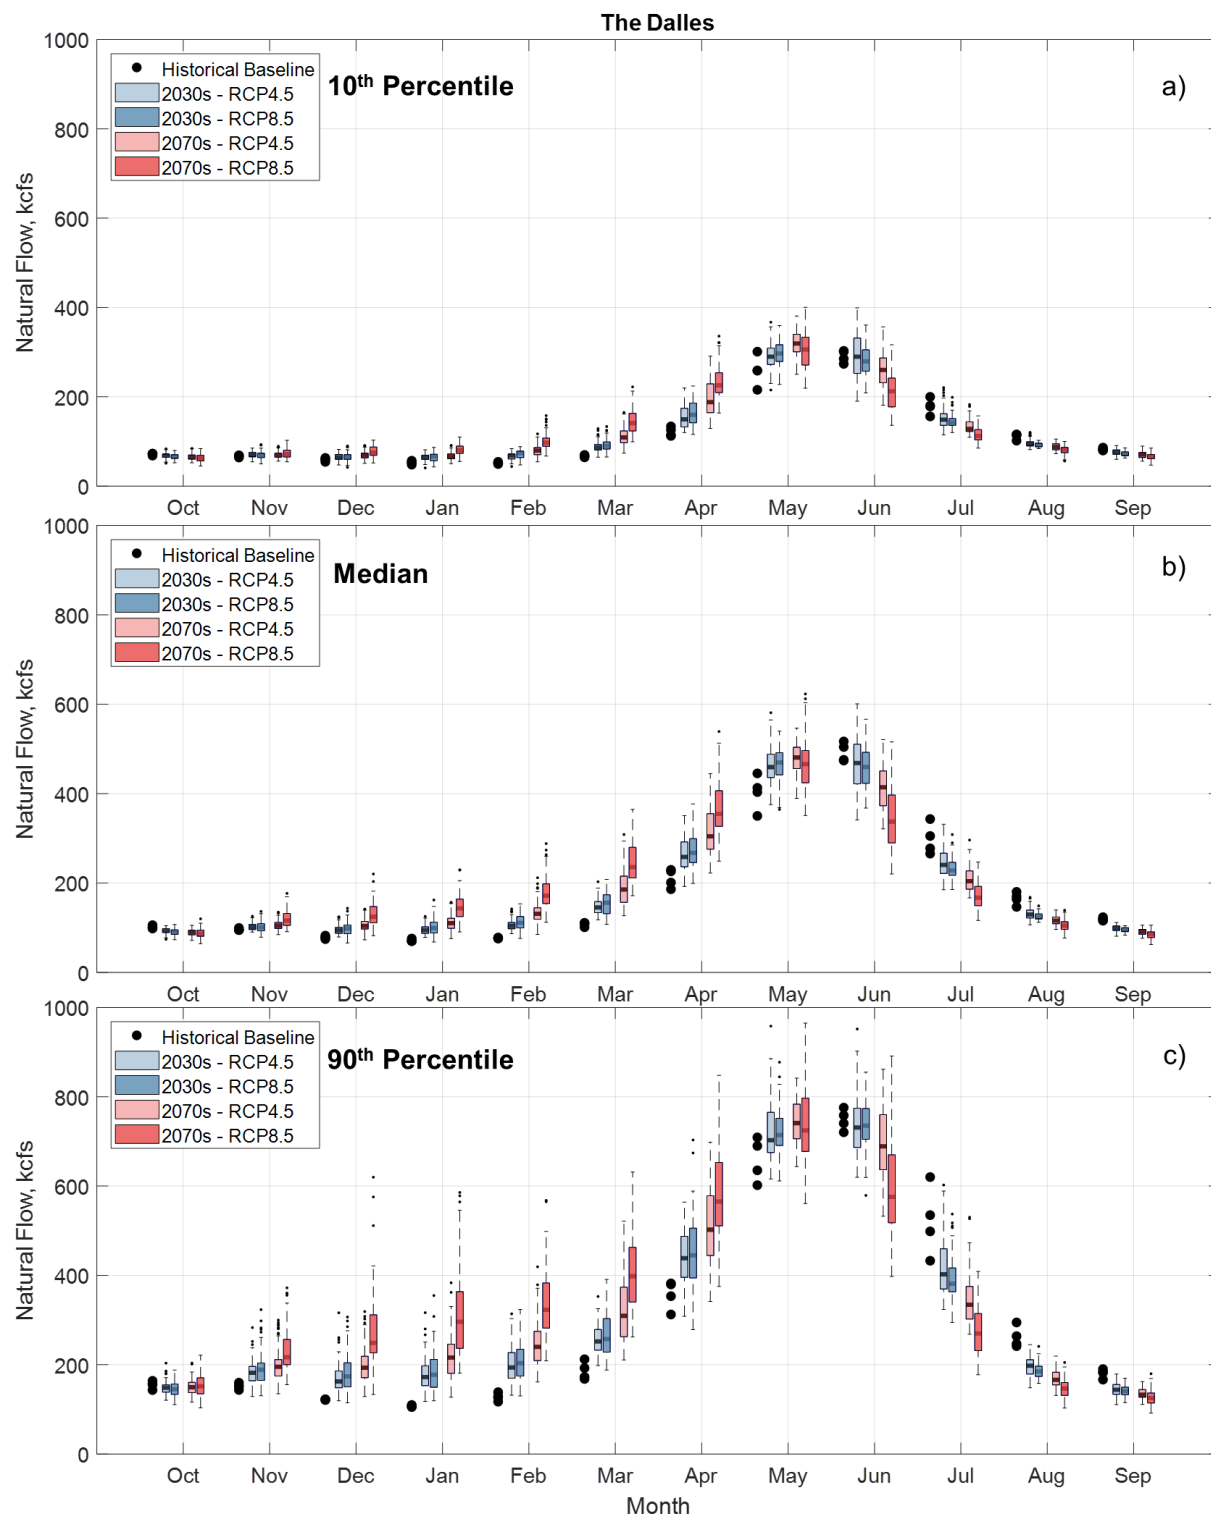 The Dalles
1000
800
600
400
200
0
Natural Flow, kcfs
Historical Baseline
2030s - RCP4.5
2030s - RCP8.5
2070s - RCP4.5
2070s - RCP8.5
10th Percentile
a)
Oct Nov Dec Jan Feb Mar Apr May Jun Jul Aug Sep
1000
800
600
400
200
0
Natural Flow, kcfs
Historical Baseline
2030s - RCP4.5
2030s - RCP8.5
2070s - RCP4.5
2070s - RCP8.5
Median
b)
Oct Nov Dec Jan Feb Mar Apr May Jun Jul Aug Sep
1000
800
600
400
200
0
Natural Flow, kcfs
Historical Baseline
2030s - RCP4.5
2030s - RCP8.5
2070s - RCP4.5
2070s - RCP8.5
90th Percentile
c)
Oct Nov Dec Jan Feb Mar Apr May Jun Jul Aug Sep
Month